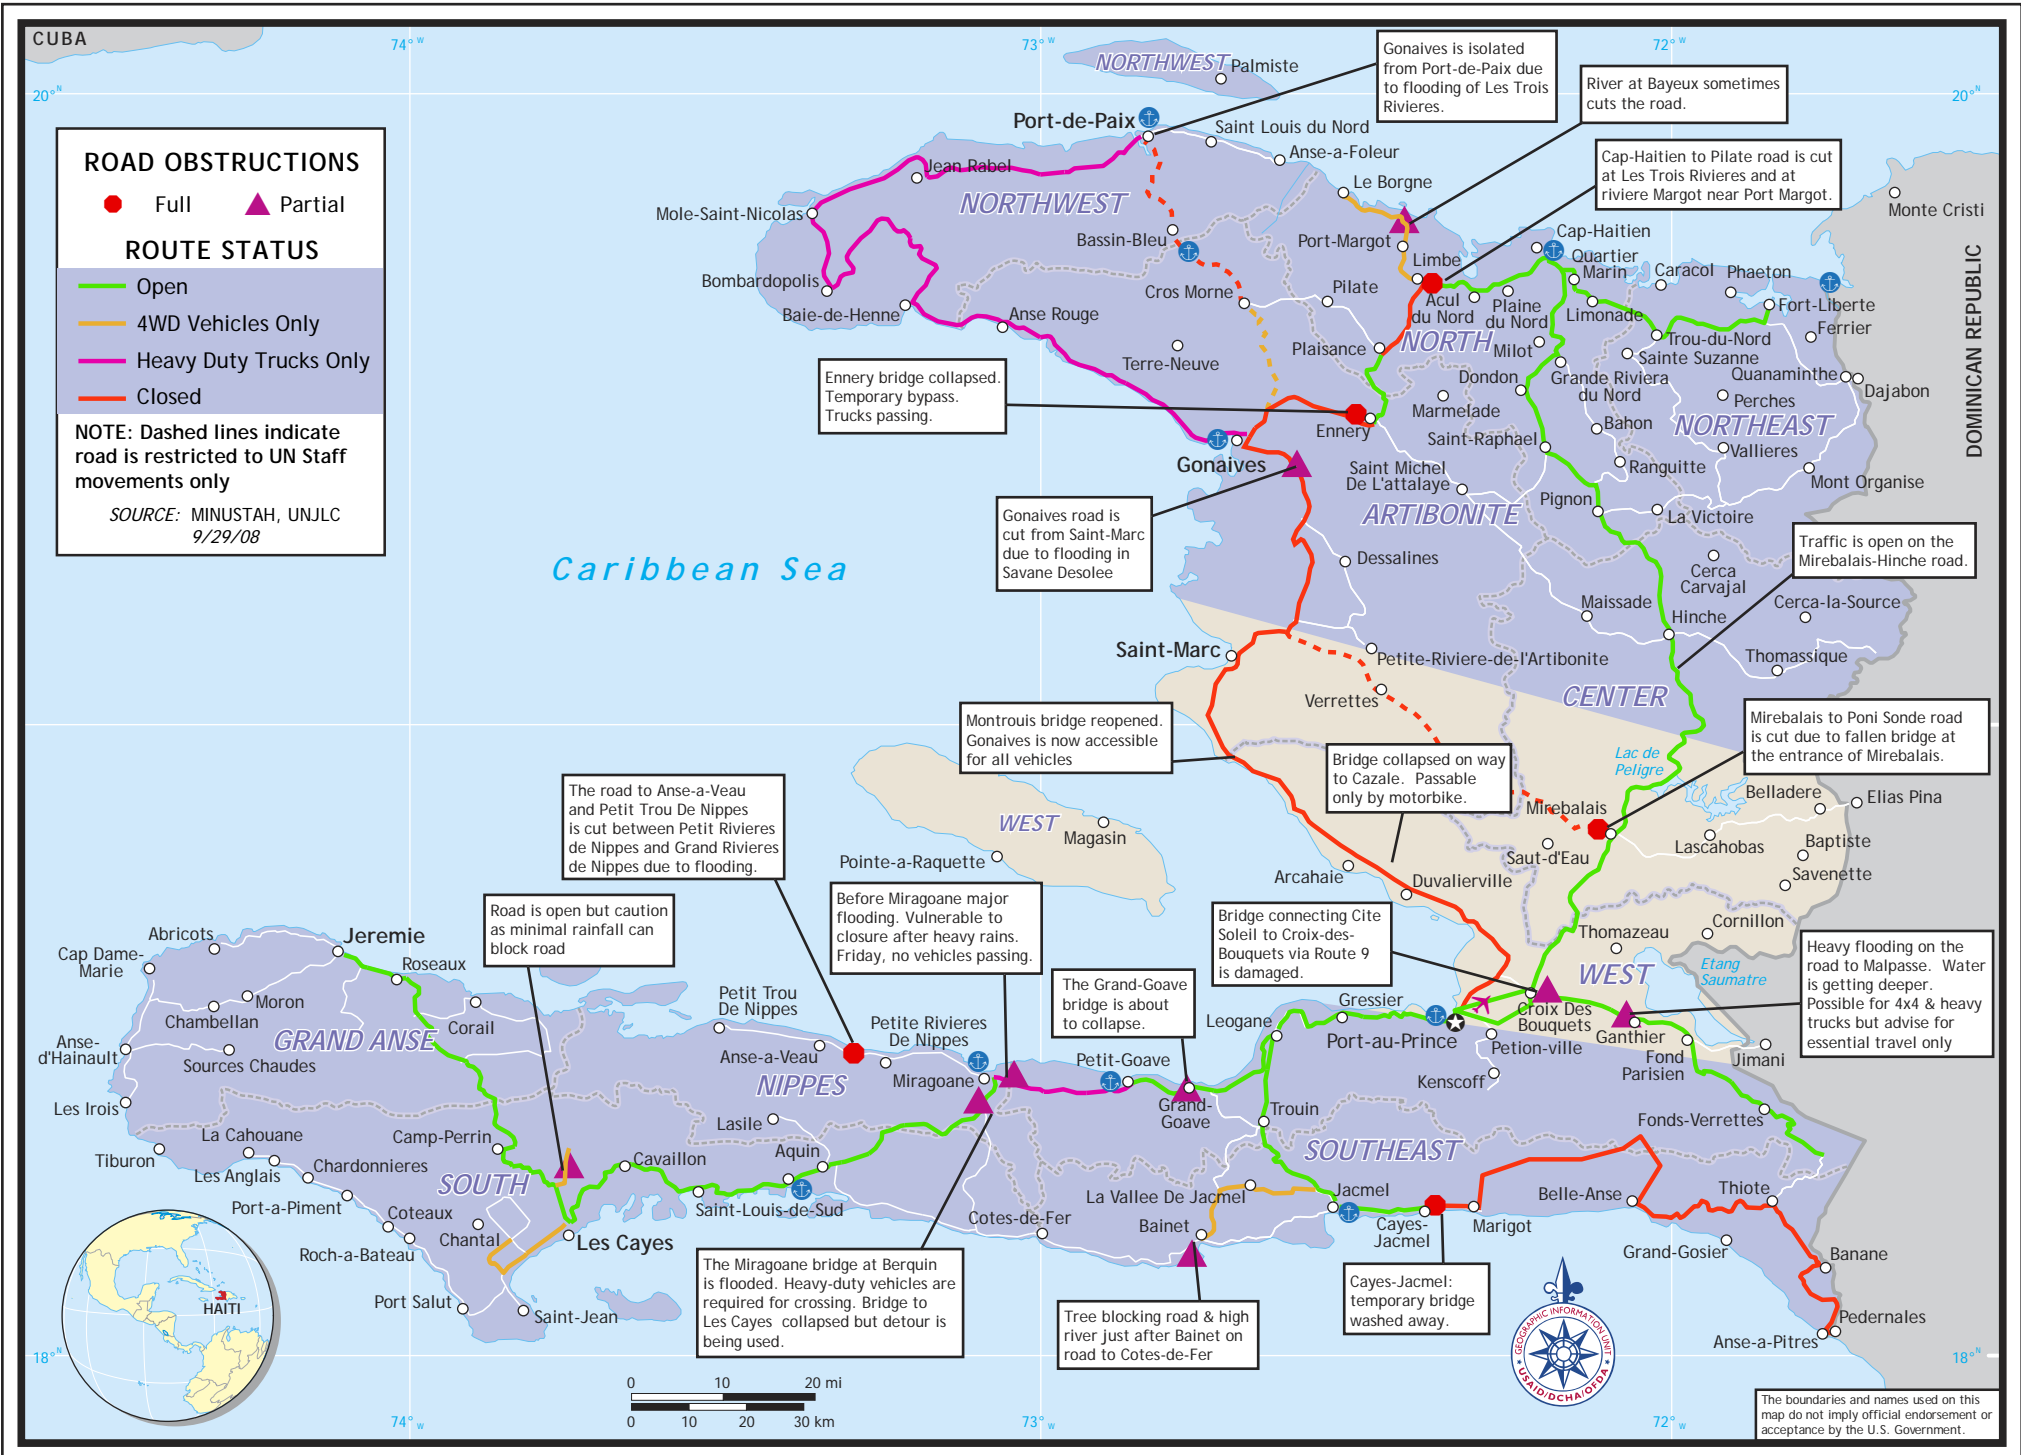 CUBA
74° W
73° W
72° W
20° N
20° N
ROAD OBSTRUCTIONS
Full
Partial
ROUTE STATUS
Open
4WD Vehicles Only
Heavy Duty Trucks Only
Closed
NOTE: Dashed lines indicate
road is restricted to UN Staff
movements only
SOURCE: MINUSTAH, UNJLC
9/29/08
Gonaives is isolated
from Port-de-Paix due
to flooding of Les Trois
Rivieres.
River at Bayeux sometimes
cuts the road.
Cap-Haitien to Pilate road is cut
at Les Trois Rivieres and at
riviere Margot near Port Margot.
NORTHWEST
Palmiste
Port-de-Paix
Saint Louis du Nord
Anse-a-Foleur
Le Borgne
Jean Rabel
NORTHWEST
Mole-Saint-Nicolas
Bassin-Bleu
Port-Margot
Limbe
Cap-Haitien
Quartier
Marin
Caracol
Phaeton
Monte Cristi
DOMINICAN REPUBLIC
Bombardopolis
Baie-de-Henne
Cros Morne
Pilate
Acul
du Nord
Plaine
du Nord
Limonade
Fort-Liberte
Ferrier
Anse Rouge
Terre-Neuve
Plaisance
NORTH
Milot
Trou-du-Nord
Sainte Suzanne
Quanaminthe
Dajabon
Dondon
Grande Riviera
du Nord
Perches
Marmelade
Bahon
NORTHEAST
Ennery bridge collapsed.
Temporary bypass.
Trucks passing.
Ennery
Saint-Raphael
Ranguitte
Vallieres
Mont Organise
Gonaives
Saint Michel
De L'attalaye
Pignon
La Victoire
ARTIBONITE
Gonaives road is
cut from Saint-Marc
due to flooding in
Savane Desolee
Traffic is open on the
Mirebalais-Hinche road.
Caribbean Sea
Dessalines
Cerca
Carvajal
Maissade
Hinche
Cerca-la-Source
Saint-Marc
Petite-Riviere-de-l'Artibonite
Thomassique
Verrettes
CENTER
Montrouis bridge reopened.
Gonaives is now accessible
for all vehicles
Mirebalais to Poni Sonde road
is cut due to fallen bridge at
the entrance of Mirebalais.
Bridge collapsed on way
to Cazale. Passable
only by motorbike.
Lac de
Peligre
The road to Anse-a-Veau
and Petit Trou De Nippes
is cut between Petit Rivieres
de Nippes and Grand Rivieres
de Nippes due to flooding.
WEST
Magasin
Pointe-a-Raquette
Mirebalais
Belladere
Elias Pina
Saut-d'Eau
Lascahobas
Baptiste
Savenette
Arcahaie
Duvalierville
Cornillon
Thomazeau
Road is open but caution
as minimal rainfall can
block road
Before Miragoane major
flooding. Vulnerable to
closure after heavy rains.
Friday, no vehicles passing.
Bridge connecting Cite
Soleil to Croix-des-
Bouquets via Route 9
is damaged.
Heavy flooding on the
road to Malpasse. Water
is getting deeper.
Possible for 4x4 & heavy
trucks but advise for
essential travel only
The Grand-Goave
bridge is about
to collapse.
WEST
Etang
Saumatre
Abricots
Jeremie
Cap Dame-
Marie
Roseaux
Moron
Chambellan
Corail
GRAND ANSE
Anse-
d'Hainault
Sources Chaudes
Les Irois
Petit Trou
De Nippes
Petite Rivieres
De Nippes
Anse-a-Veau
NIPPES
Miragoane
Petit-Goave
Leogane
Gressier
Port-au-Prince
Croix Des
Bouquets
Ganthier
Petion-ville
Kenscoff
Fond
Parisien
Jimani
Grand-
Goave
Trouin
Fonds-Verrettes
Lasile
La Cahouane
Camp-Perrin
Tiburon
Les Anglais
Chardonnieres
Cavaillon
Aquin
SOUTH
SOUTHEAST
Port-a-Piment
Saint-Louis-de-Sud
La Vallee De Jacmel
Jacmel
Belle-Anse
Thiote
Coteaux
Chantal
Roch-a-Bateau
Les Cayes
Cotes-de-Fer
Bainet
Cayes-
Jacmel
Marigot
Grand-Gosier
Banane
Port Salut
Saint-Jean
Pedernales
Anse-a-Pitres
The Miragoane bridge at Berquin
is flooded. Heavy-duty vehicles are
required for crossing. Bridge to
Les Cayes collapsed but detour is
being used.
Tree blocking road & high
river just after Bainet on
road to Cotes-de-Fer
Cayes-Jacmel:
temporary bridge
washed away.
HAITI
GEOGRAPHIC INFORMATION UNIT
USAID/DCHA/OFDA
18° N
18° N
0 10 20 mi
0 10 20 30 km
74° W
73° W
72° W
The boundaries and names used on this
map do not imply official endorsement or
acceptance by the U.S. Government.